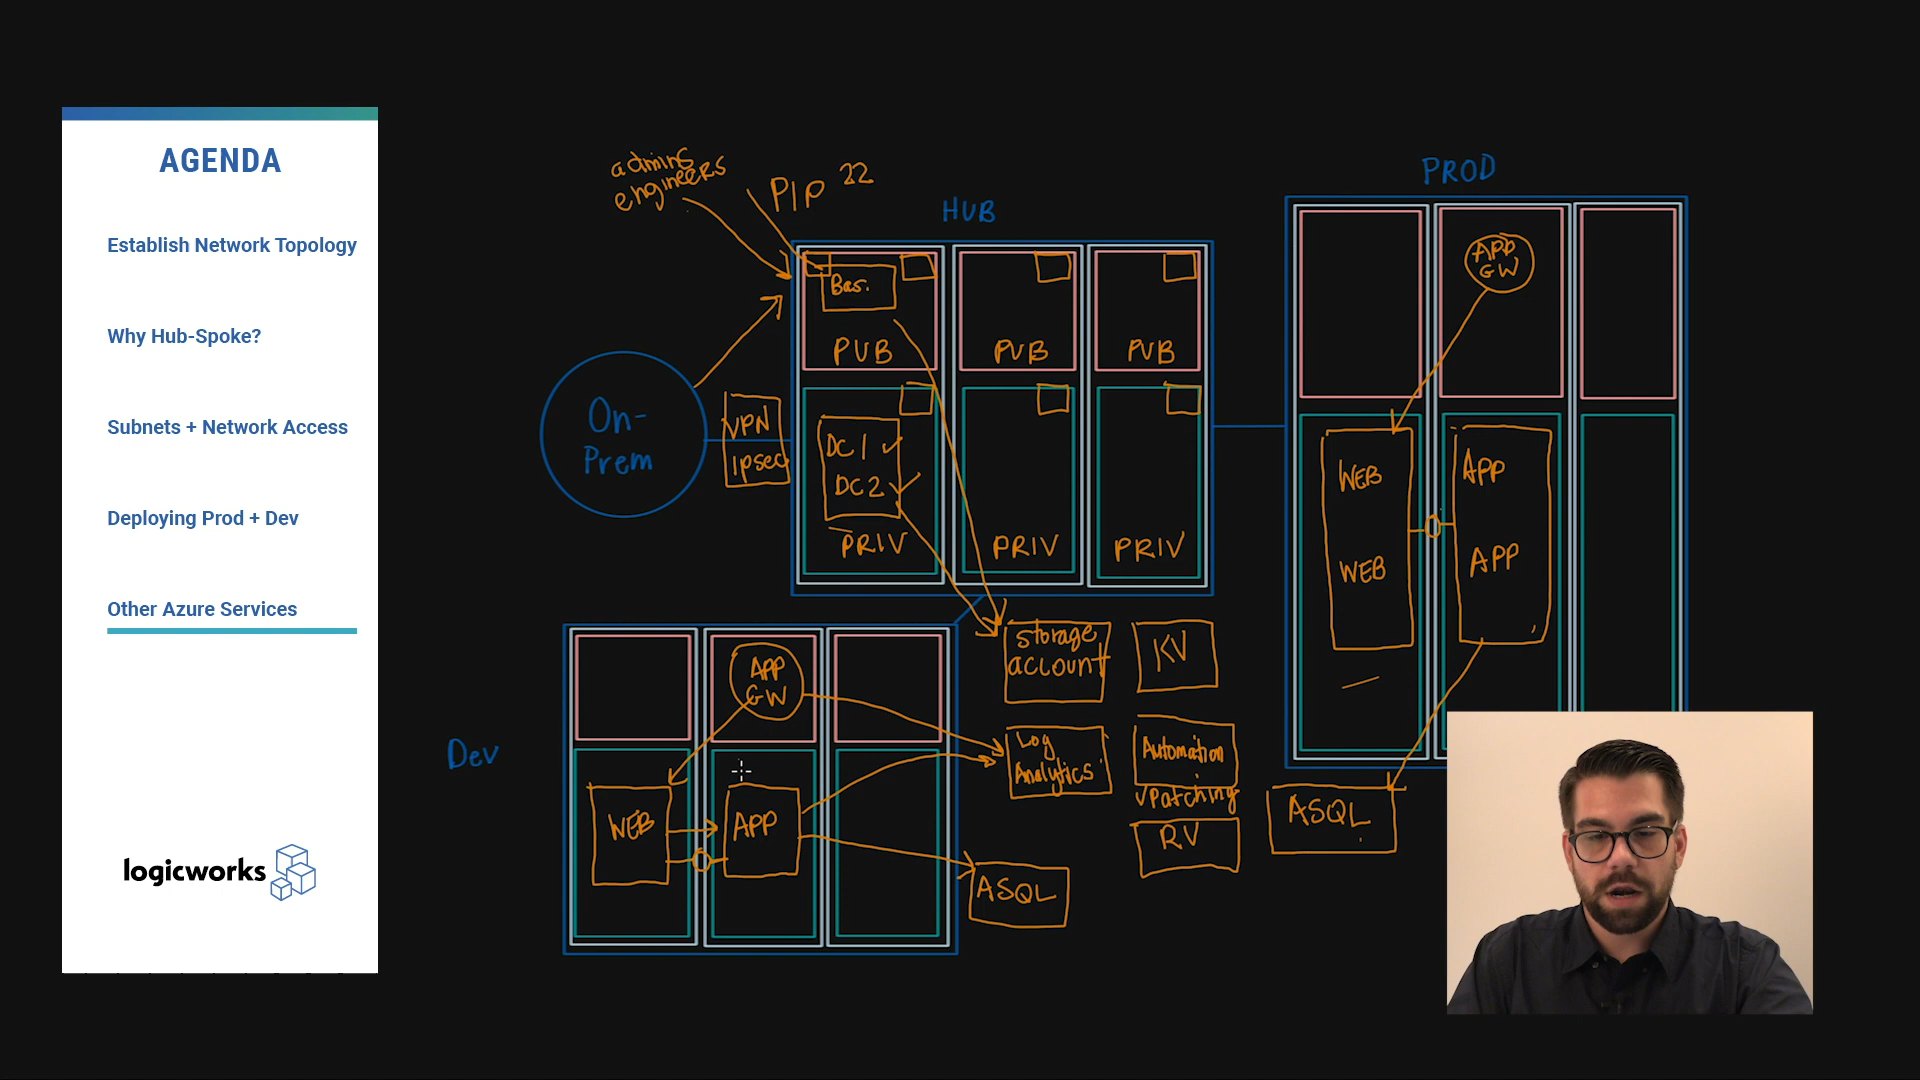 AGENDA
Establish Network Topology
Why Hub-Spoke?
Subnets + Network Access
Deploying Prod + Dev
Other Azure Services
logicworks
admins
engineers
PIP 22
HUB
Bas.
PUB
PUB
PUB
On-
Prem
VPN
ipsec
DC1
DC2
PRIV
PRIV
PRIV
PROD
APP
GW
WEB
WEB
APP
APP
ASQL
Dev
APP
GW
WEB
APP
ASQL
Storage
account
KV
Log
Analytics
Automation
Patching
RV